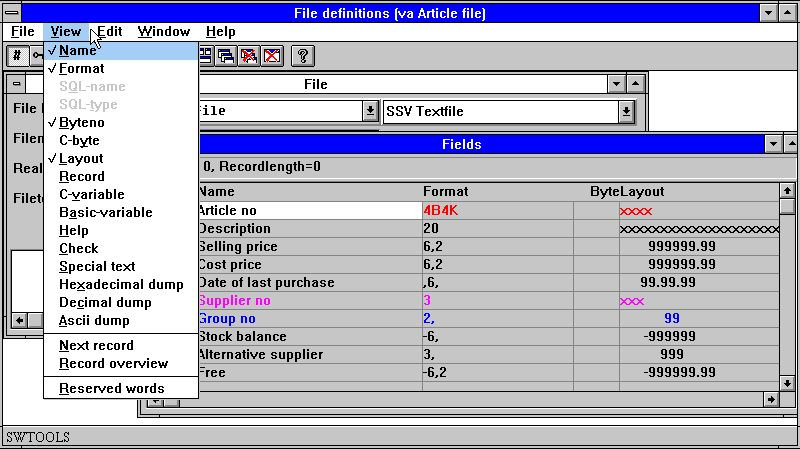 File definitions (va Article file)
File View Edit Window Help
#
?
Name
Format
SQL-name
SQL-type
Byteno
C-byte
Layout
Record
C-variable
Basic-variable
Help
Check
Special text
Hexadecimal dump
Decimal dump
Ascii dump
Next record
Record overview
Reserved words
File
File
File SSV Textfile
Filen
Real
Filet
Fields
0, Recordlength=0
Name Format ByteLayout
Article no 4B4K xxxx
Description 20 xxxxxxxxxxxxxxxxxxxx
Selling price 6,2 999999.99
Cost price 6,2 999999.99
Date of last purchase ,6, 99.99.99
Supplier no 3 xxx
Group no 2, 99
Stock balance -6, -999999
Alternative supplier 3, 999
Free -6,2 -999999.99
SWTOOLS